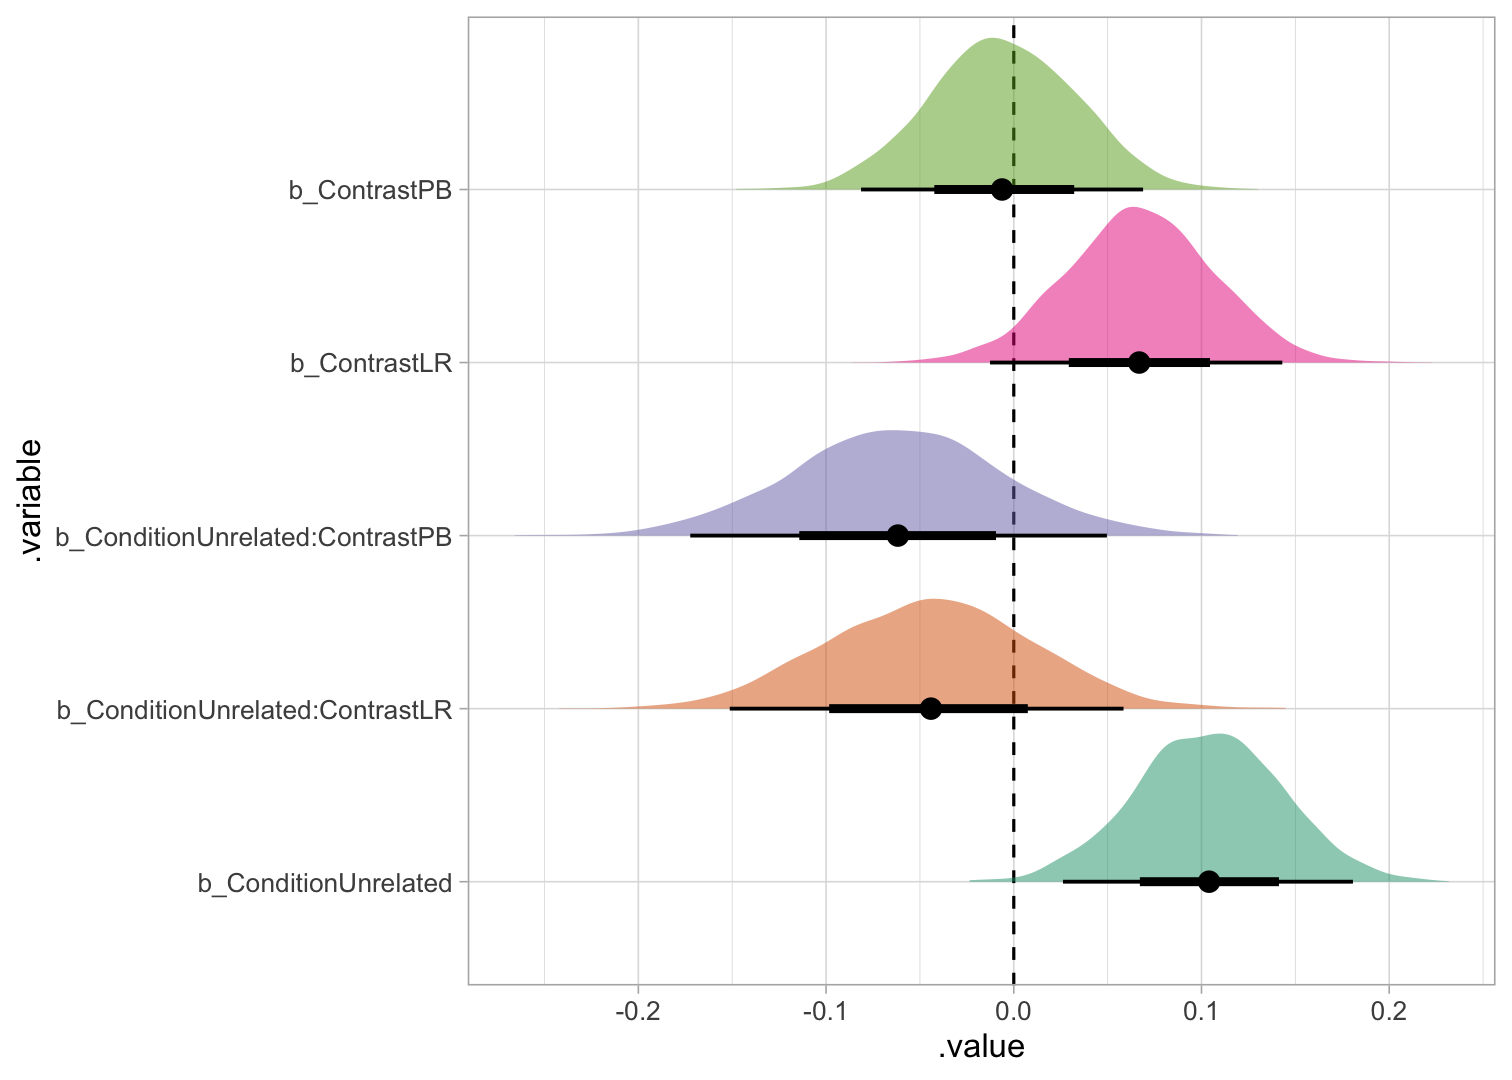 b_ContrastPB
b_ContrastLR
b_ConditionUnrelated:ContrastPB
b_ConditionUnrelated:ContrastLR
b_ConditionUnrelated
.variable
-0.2
-0.1
0.0
0.1
0.2
.value